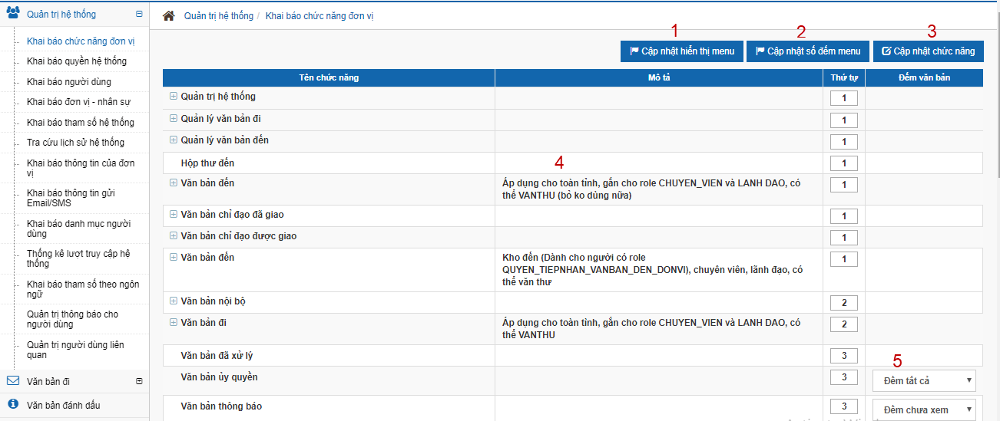 Quản trị hệ thống
Khai báo chức năng đơn vị
Khai báo quyền hệ thống
Khai báo người dùng
Khai báo đơn vị - nhân sự
Khai báo tham số hệ thống
Tra cứu lịch sử hệ thống
Khai báo thông tin của đơn
vị
Khai báo thông tin gửi
Email/SMS
Khai báo danh mục người
dùng
Thống kê lượt truy cập hệ
thống
Khai báo tham số theo ngôn
ngữ
Quản trị thông báo cho
người dùng
Quản trị người dùng liên
quan
Văn bản đi
Văn bản đánh dấu
Quản trị hệ thống / Khai báo chức năng đơn vị
1 2 3
Cập nhật hiển thị menu Cập nhật số đếm menu Cập nhật chức năng
Tên chức năng Mô tả Thứ tự Đếm văn bản
Quản trị hệ thống 1
Quản lý văn bản đi 1
Quản lý văn bản đến 1
Hộp thư đến 4 1
Văn bản đến Áp dụng cho toàn tỉnh, gắn cho role CHUYEN_VIEN và LANH DAO, có 1
thể VANTHU (bỏ ko dùng nữa)
Văn bản chỉ đạo đã giao 1
Văn bản chỉ đạo được giao 1
Văn bản đến Kho đến (Dành cho người có role 1
QUYEN_TIEPNHAN_VANBAN_DEN_DONVI), chuyên viên, lãnh đạo, có
thể văn thư
Văn bản nội bộ 2
Văn bản đi Áp dụng cho toàn tỉnh, gắn cho role CHUYEN_VIEN và LANH DAO, có 2
thể VANTHU
Văn bản đã xử lý 3
5
Văn bản ủy quyền 3 Đềm tất cả
Văn bản thông báo 3 Đềm chưa xem